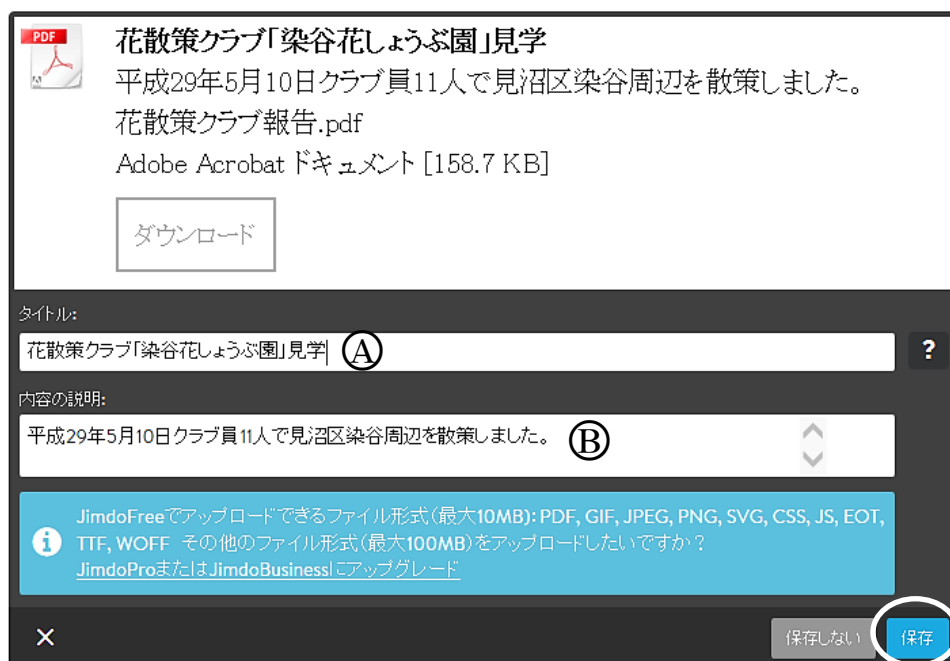 PDF
花散策クラブ「染谷花しょうぶ園」見学
平成29年5月10日クラブ員11人で見沼区染谷周辺を散策しました。
花散策クラブ報告.pdf
Adobe Acrobat ドキュメント [158.7 KB]
ダウンロード
タイトル:
花散策クラブ「染谷花しょうぶ園」見学 Ⓐ
?
内容の説明:
平成29年5月10日クラブ員11人で見沼区染谷周辺を散策しました。 Ⓑ
JimdoFreeでアップロードできるファイル形式(最大10MB): PDF, GIF, JPEG, PNG, SVG, CSS, JS, EOT,
TTF, WOFF その他のファイル形式(最大100MB)をアップロードしたいですか?
JimdoProまたはJimdoBusinessにアップグレード
保存しない 保存